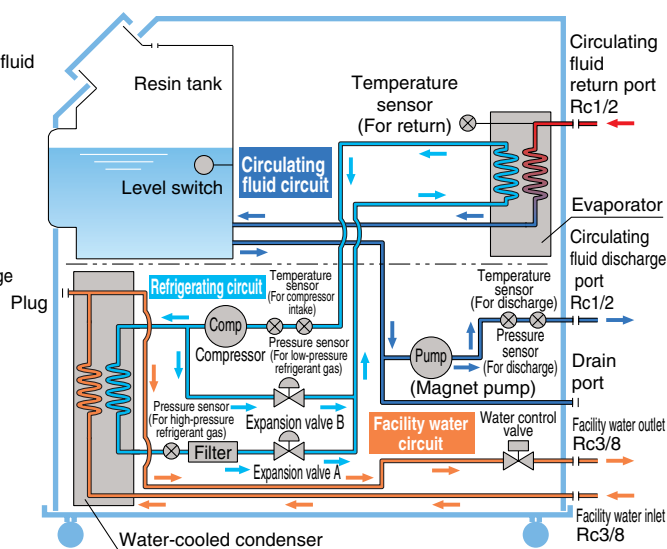 fluid
Resin tank
Level switch
Circulating
fluid circuit
Temperature
sensor
(For return)
Circulating
fluid
return port
Rc1/2
Evaporator
Circulating
fluid discharge
port
Rc1/2
ge
Plug
Refrigerating circuit
Temperature
sensor
(For compressor
intake)
Comp
Compressor
Pressure sensor
(For low-pressure
refrigerant gas)
Temperature
sensor
(For discharge)
Pump
(Magnet pump)
Pressure
sensor
(For discharge)
Drain
port
Pressure sensor
(For high-pressure
refrigerant gas)
Expansion valve B
Filter
Expansion valve A
Facility water
circuit
Water control
valve
Facility water outlet
Rc3/8
Facility water inlet
Rc3/8
Water-cooled condenser